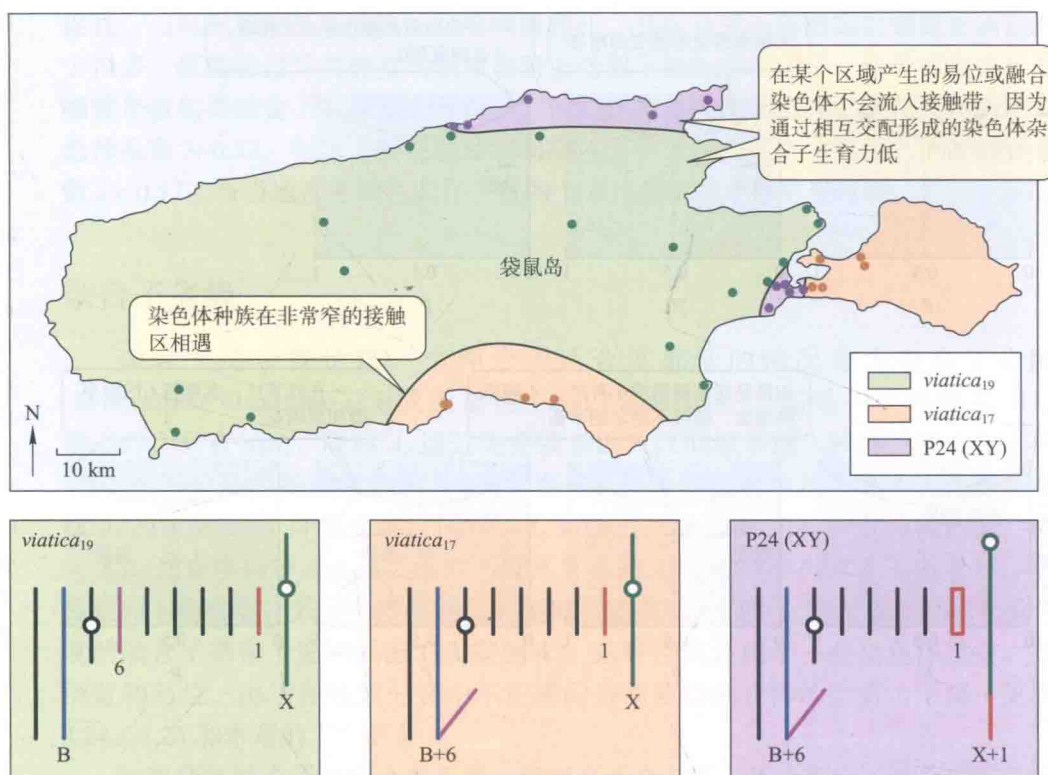 在某个区域产生的易位或融合
染色体不会流入接触带，因为
通过相互交配形成的染色体杂
合子生育力低
袋鼠岛
染色体种族在非常窄的接触
区相遇
N
10 km
viatica19
viatica17
P24 (XY)
viatica19
6
1
B
X
viatica17
1
B+6
X
P24 (XY)
1
B+6
X+1